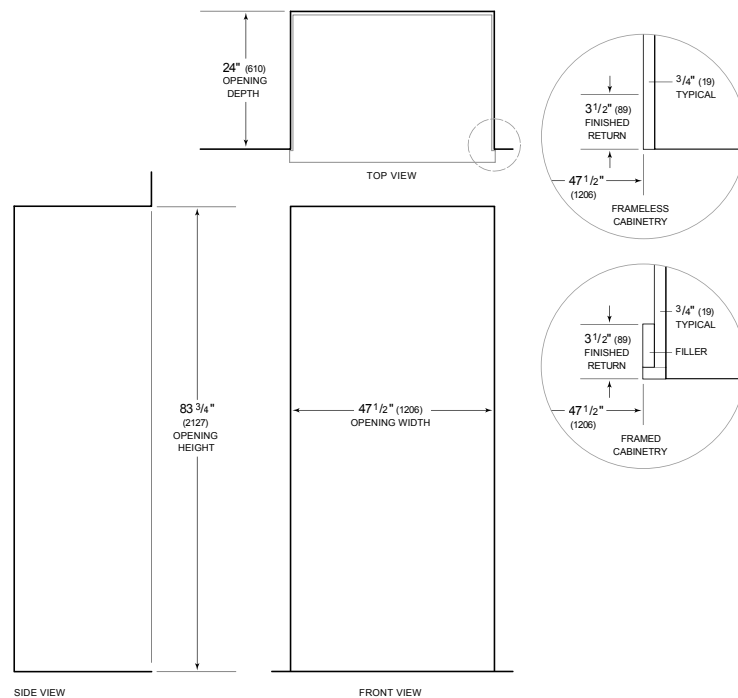 24" (610)
OPENING
DEPTH
TOP VIEW
3/4" (19)
TYPICAL
3 1/2" (89)
FINISHED
RETURN
47 1/2"
(1206)
FRAMELESS
CABINETRY
3/4" (19)
TYPICAL
3 1/2" (89)
FINISHED
RETURN
FILLER
47 1/2"
(1206)
FRAMED
CABINETRY
83 3/4"
(2127)
OPENING
HEIGHT
47 1/2" (1206)
OPENING WIDTH
SIDE VIEW
FRONT VIEW